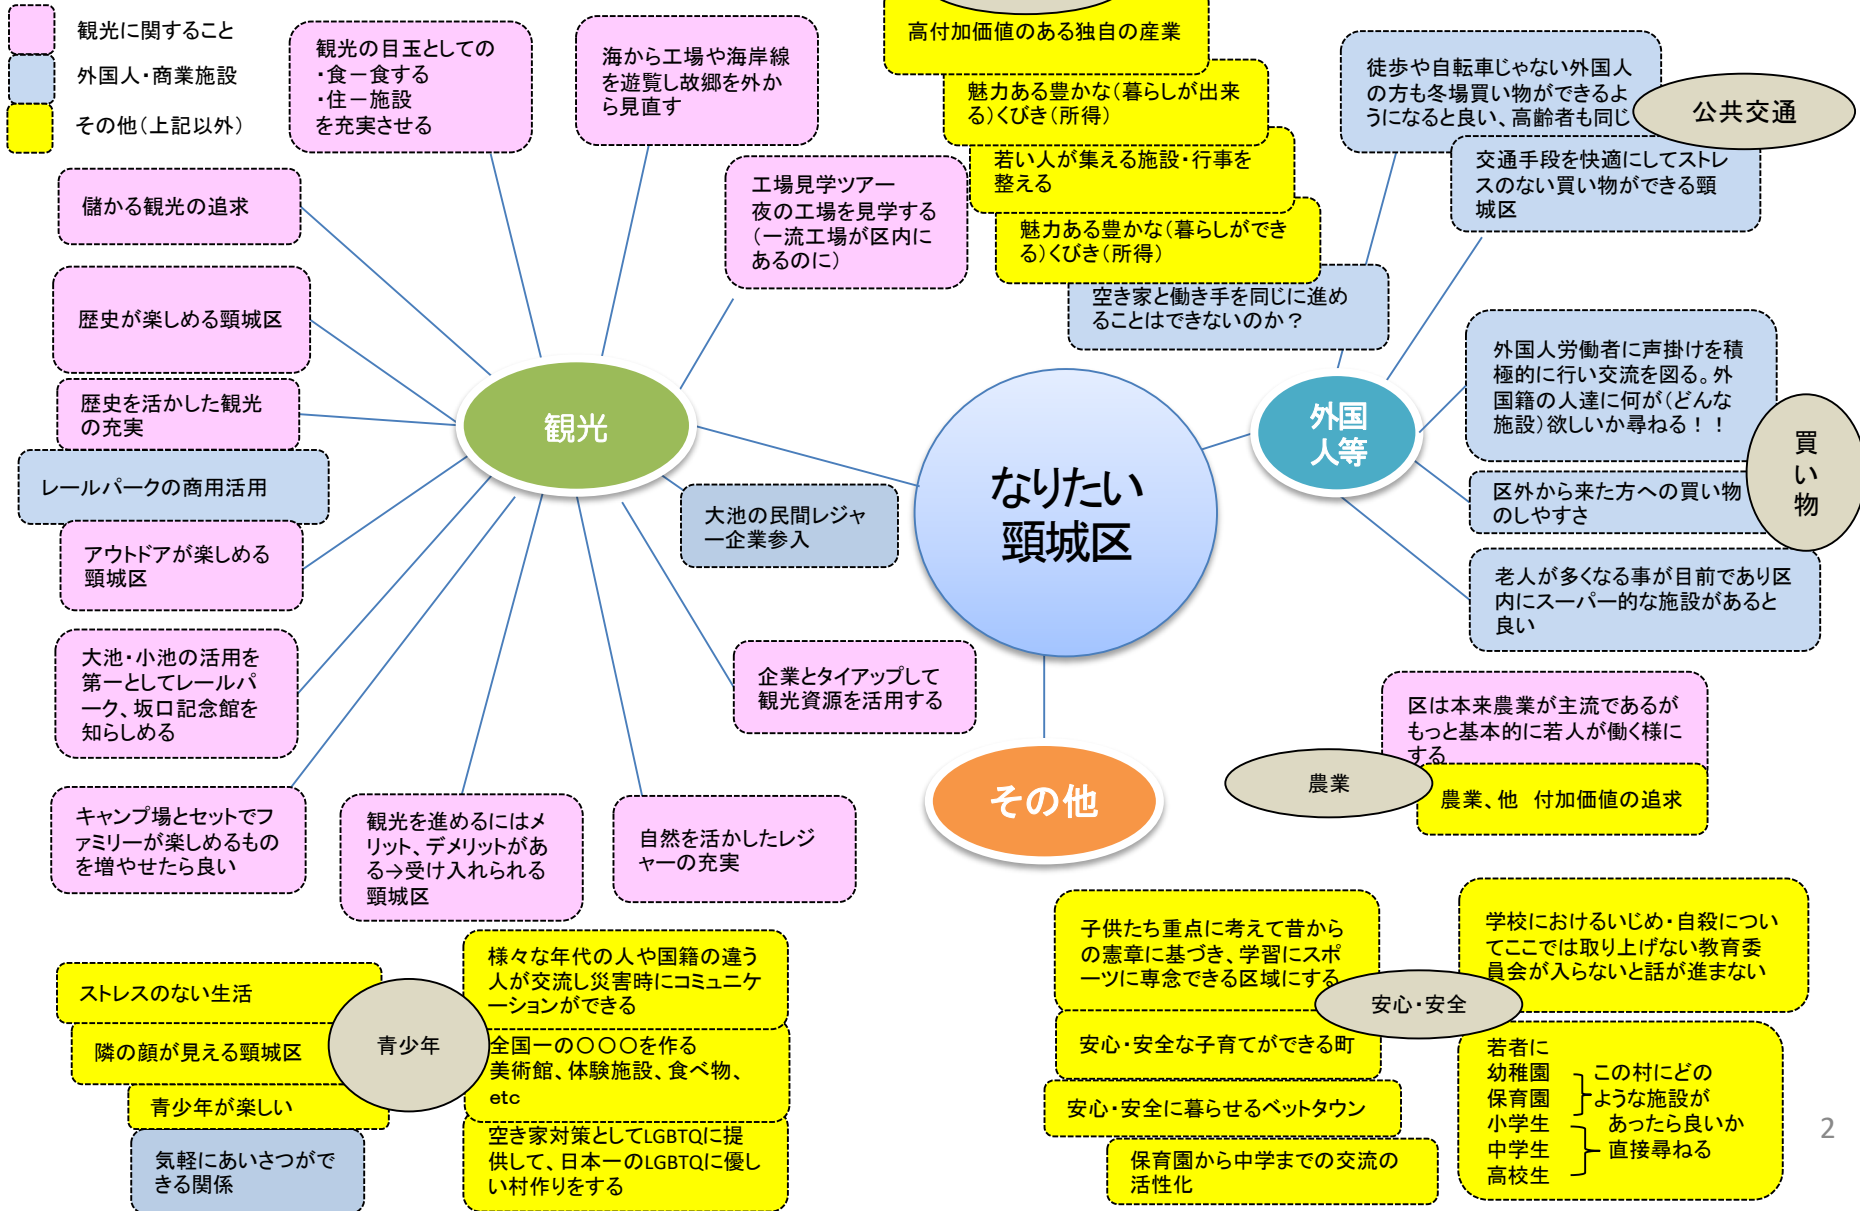 観光に関すること
外国人・商業施設
その他(上記以外)
観光の目玉としての
・食－食する
・住－施設
を充実させる
海から工場や海岸線
を遊覧し故郷を外か
ら見直す
工場見学ツアー
夜の工場を見学する
(一流工場が区内に
あるのに)
高付加価値のある独自の産業
魅力ある豊かな(暮らしが出来
る)くびき(所得)
若い人が集える施設・行事を
整える
魅力ある豊かな(暮らしができ
る)くびき(所得)
空き家と働き手を同じに進め
ることはできないのか？
徒歩や自転車じゃない外国人
の方も冬場買い物ができるよ
うになると良い、高齢者も同じ
公共交通
交通手段を快適にしてストレ
スのない買い物ができる頸
城区
儲かる観光の追求
歴史が楽しめる頸城区
歴史を活かした観光
の充実
レールパークの商用活用
アウトドアが楽しめる
頸城区
大池・小池の活用を
第一としてレールパ
ーク、坂口記念館を
知らしめる
キャンプ場とセットでフ
ァミリーが楽しめるもの
を増やせたら良い
観光
大池の民間レジャ
ー企業参入
なりたい
頸城区
外国
人等
外国人労働者に声掛けを積
極的に行い交流を図る。外
国籍の人達に何が(どんな
施設)欲しいか尋ねる！！
買
い
物
区外から来た方への買い物
のしやすさ
老人が多くなる事が目前であり区
内にスーパー的な施設があると
良い
企業とタイアップして
観光資源を活用する
観光を進めるにはメ
リット、デメリットがあ
る→受け入れられる
頸城区
自然を活かしたレジ
ャーの充実
その他
区は本来農業が主流であるが
もっと基本的に若人が働く様に
する
農業
農業、他　付加価値の追求
ストレスのない生活
隣の顔が見える頸城区
青少年が楽しい
気軽にあいさつがで
きる関係
青少年
様々な年代の人や国籍の違う
人が交流し災害時にコミュニケ
ーションができる
全国一の〇〇〇を作る
美術館、体験施設、食べ物、
etc
空き家対策としてLGBTQに提
供して、日本一のLGBTQに優し
い村作りをする
子供たち重点に考えて昔から
の憲章に基づき、学習にスポ
ーツに専念できる区域にする
安心・安全な子育てができる町
安心・安全に暮らせるベットタウン
保育園から中学までの交流の
活性化
安心・安全
学校におけるいじめ・自殺につい
てここでは取り上げない教育委
員会が入らないと話が進まない
若者に
幼稚園
保育園
小学生
中学生
高校生
この村にどの
ような施設が
あったら良いか
直接尋ねる
2